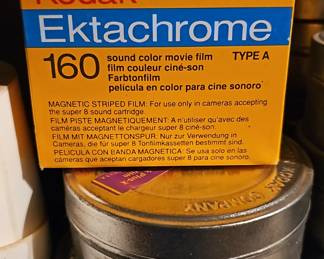 Kodak
Ektachrome
160 sound color movie film TYPE A
film couleur ciné-son
Farbtonfilm
película en color para cine sonoro
MAGNETIC STRIPED FILM: For use only in cameras accepting
the super 8 sound cartridge.
FILM PISTE MAGNETIQUEMENT: A n'utiliser qu'avec des
caméras acceptant le chargeur super 8 ciné-son.
FILM MIT MAGNETTONSPUR: Nur zur Verwendung in
Cameras, die für super 8 Tonfilmkassetten bestimmt sind.
PELICULA CON BANDA MAGNETICA: Se usa solo en las
cámaras que aceptan cargadores super 8 para cine sonoro.
KODAK COMPANY